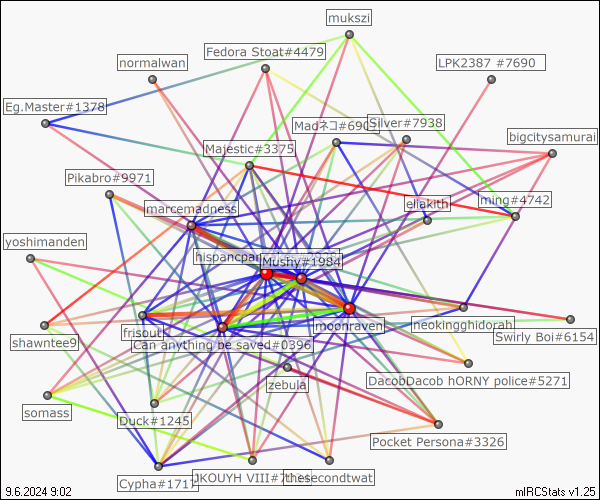 mukszi
Fedora Stoat#4479
normalwan
LPK2387 #7690
Eg.Master#1378
Madネコ#690
Silver#7938
bigcitysamurai
Majestic#3375
Pikabro#9971
ming#4742
eliakith
marcemadness
yoshimanden
hispancpar
Mushy#1984
moonraven
neokingghidorah
frisouth
Swirly Boi#6154
shawntee9
Can anything be saved#0396
zebula
DacobDacob hORNY police#5271
somass
Duck#1245
Pocket Persona#3326
Cypha#1717
JKOUYH VIII#7
thesecondtwat
9.6.2024 9:02
mIRCStats v1.25